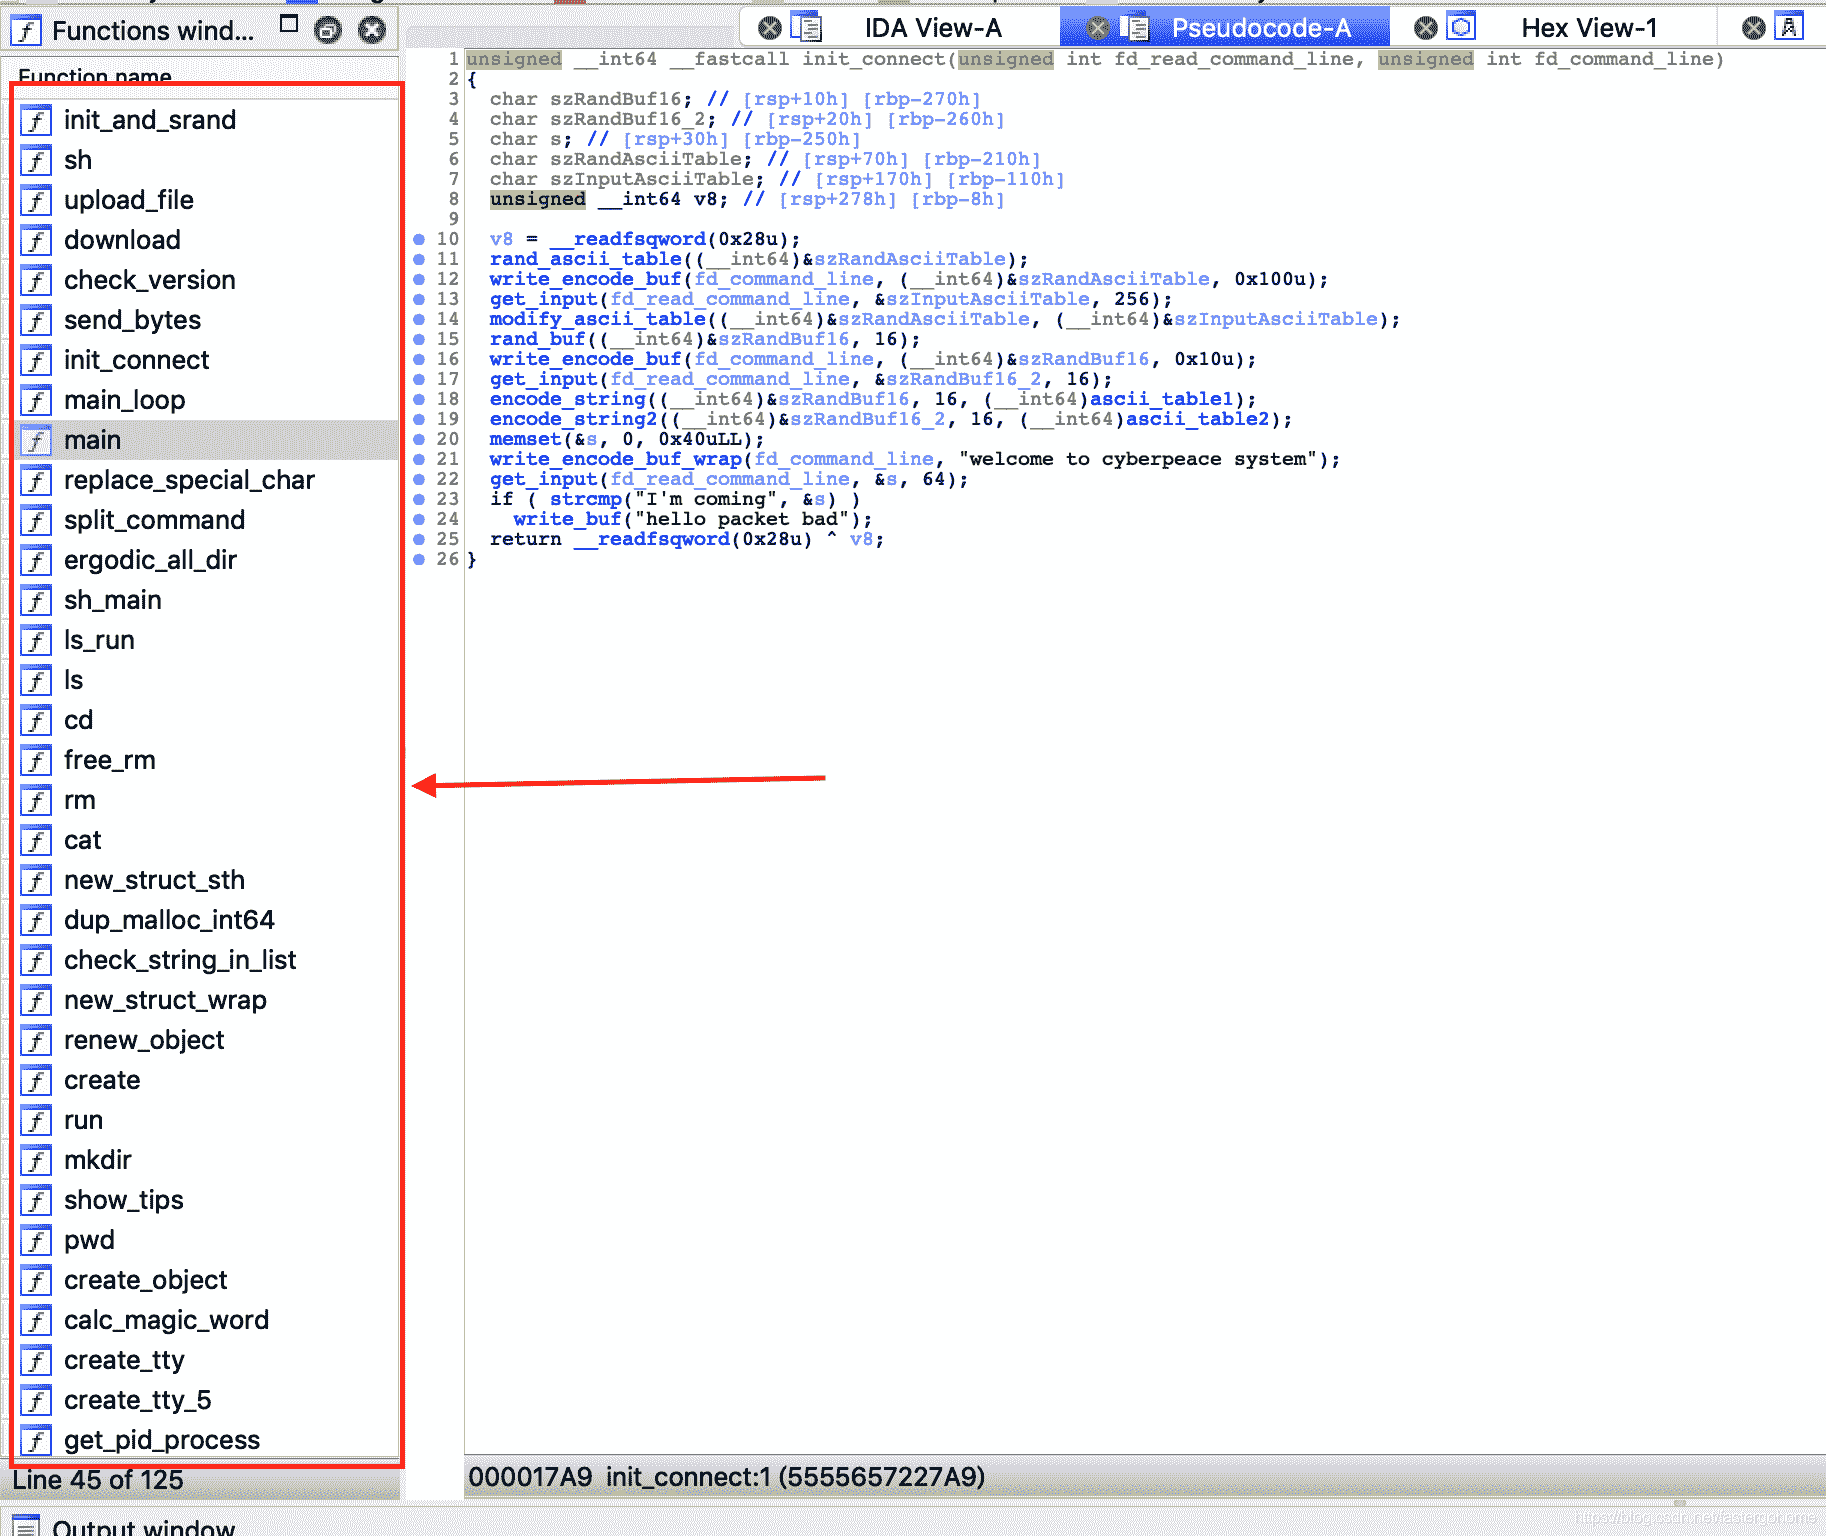 Functions wind...
IDA View-A
Pseudocode-A
Hex View-1
Function name
init_and_srand
sh
upload_file
download
check_version
send_bytes
init_connect
main_loop
main
replace_special_char
split_command
ergodic_all_dir
sh_main
ls_run
ls
cd
free_rm
rm
cat
new_struct_sth
dup_malloc_int64
check_string_in_list
new_struct_wrap
renew_object
create
run
mkdir
show_tips
pwd
create_object
calc_magic_word
create_tty
create_tty_5
get_pid_process
Line 45 of 125
1 unsigned __int64 __fastcall init_connect(unsigned int fd_read_command_line, unsigned int fd_command_line)
2 {
3 char szRandBuf16; // [rsp+10h] [rbp-270h]
4 char szRandBuf16_2; // [rsp+20h] [rbp-260h]
5 char s; // [rsp+30h] [rbp-250h]
6 char szRandAsciiTable; // [rsp+70h] [rbp-210h]
7 char szInputAsciiTable; // [rsp+170h] [rbp-110h]
8 unsigned __int64 v8; // [rsp+278h] [rbp-8h]
9
10 v8 = __readfsqword(0x28u);
11 rand_ascii_table((__int64)&szRandAsciiTable);
12 write_encode_buf(fd_command_line, (__int64)&szRandAsciiTable, 0x100u);
13 get_input(fd_read_command_line, &szInputAsciiTable, 256);
14 modify_ascii_table((__int64)&szRandAsciiTable, (__int64)&szInputAsciiTable);
15 rand_buf((__int64)&szRandBuf16, 16);
16 write_encode_buf(fd_command_line, (__int64)&szRandBuf16, 0x10u);
17 get_input(fd_read_command_line, &szRandBuf16_2, 16);
18 encode_string((__int64)&szRandBuf16, 16, (__int64)ascii_table1);
19 encode_string2((__int64)&szRandBuf16_2, 16, (__int64)ascii_table2);
20 memset(&s, 0, 0x40uLL);
21 write_encode_buf_wrap(fd_command_line, "welcome to cyberpeace system");
22 get_input(fd_read_command_line, &s, 64);
23 if ( strcmp("I'm coming", &s) )
24 write_buf("hello packet bad");
25 return __readfsqword(0x28u) ^ v8;
26 }
000017A9 init_connect:1 (5555657227A9)
Output window
https://blog.csdn.net/fastergohome